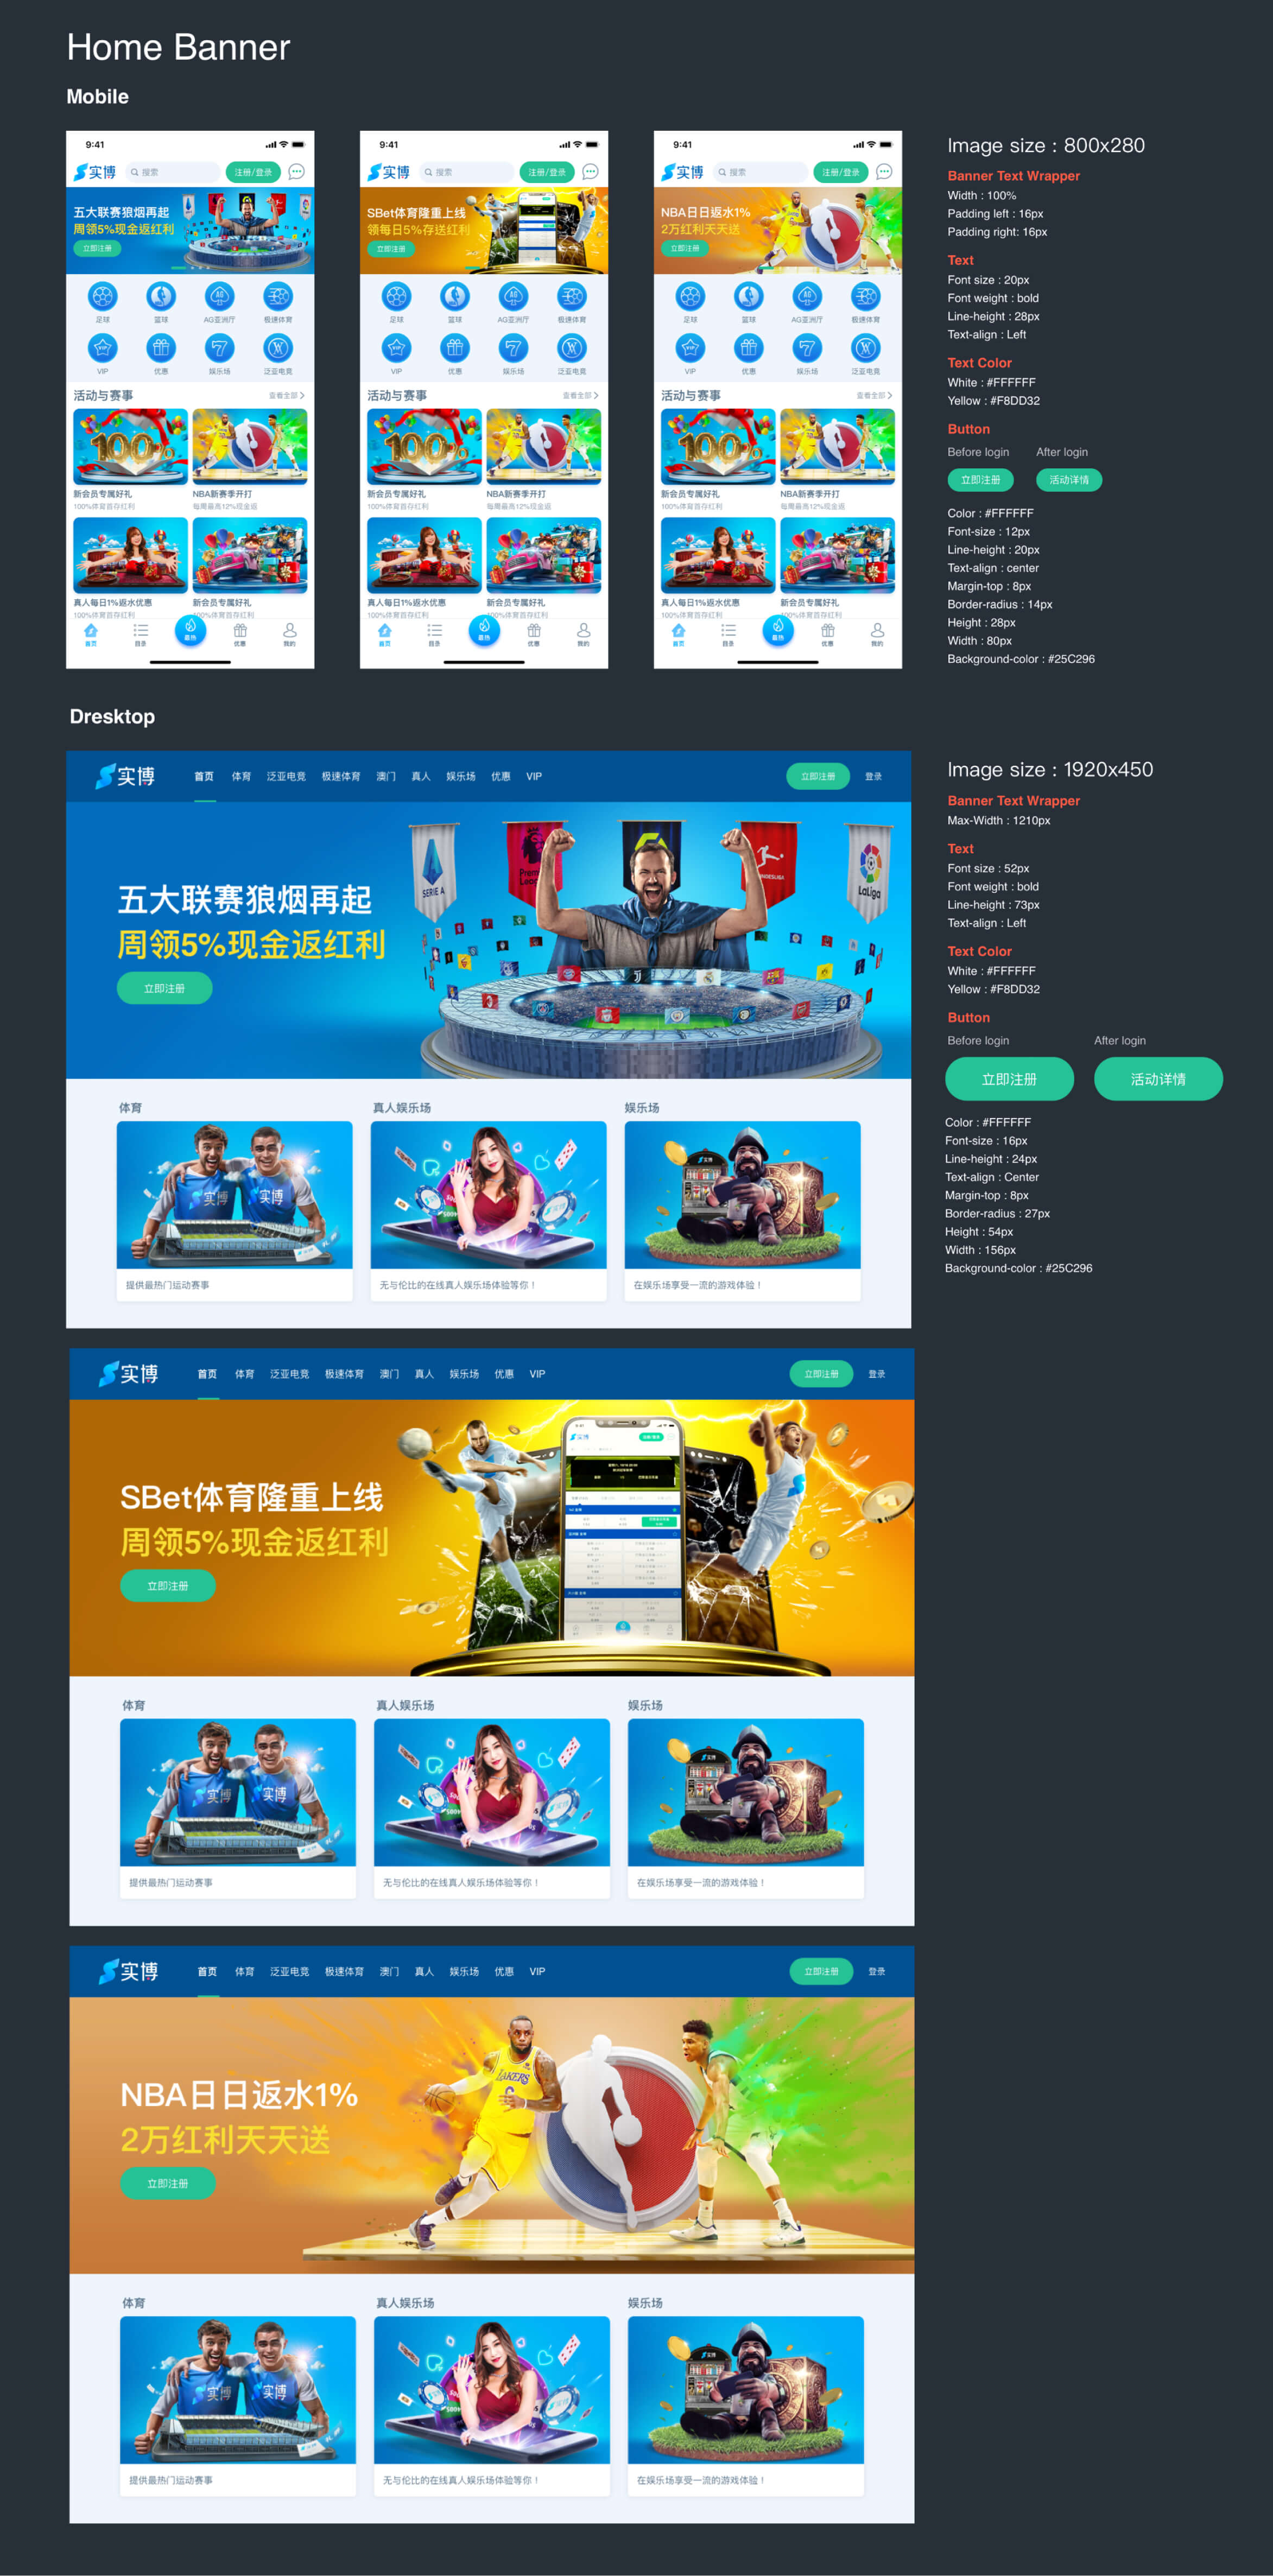 Home Banner
Mobile
9:41
实博
搜索
注册/登录
五大联赛狼烟再起
周领5%现金返红利
立即注册
足球
篮球
AG亚洲厅
极速体育
VIP
优惠
娱乐场
泛亚电竞
活动与赛事
查看全部
新会员专属好礼
100%体育首存红利
NBA新赛季开打
每周最高12%现金返
真人每日1%返水优惠
100%体育首存红利
新会员专属好礼
100%体育首存红利
首页
目录
最热
优惠
我的
9:41
实博
搜索
注册/登录
SBet体育隆重上线
领每日5%存送红利
立即注册
足球
篮球
AG亚洲厅
极速体育
VIP
优惠
娱乐场
泛亚电竞
活动与赛事
查看全部
新会员专属好礼
100%体育首存红利
NBA新赛季开打
每周最高12%现金返
真人每日1%返水优惠
100%体育首存红利
新会员专属好礼
100%体育首存红利
首页
目录
最热
优惠
我的
9:41
实博
搜索
注册/登录
NBA日日返水1%
2万红利天天送
立即注册
足球
篮球
AG亚洲厅
极速体育
VIP
优惠
娱乐场
泛亚电竞
活动与赛事
查看全部
新会员专属好礼
100%体育首存红利
NBA新赛季开打
每周最高12%现金返
真人每日1%返水优惠
100%体育首存红利
新会员专属好礼
100%体育首存红利
首页
目录
最热
优惠
我的
Image size : 800x280
Banner Text Wrapper
Width : 100%
Padding left : 16px
Padding right: 16px
Text
Font size : 20px
Font weight : bold
Line-height : 28px
Text-align : Left
Text Color
White : #FFFFFF
Yellow : #F8DD32
Button
Before login After login
立即注册 活动详情
Color : #FFFFFF
Font-size : 12px
Line-height : 20px
Text-align : center
Margin-top : 8px
Border-radius : 14px
Height : 28px
Width : 80px
Background-color : #25C296
Dresktop
实博 首页 体育 泛亚电竞 极速体育 澳门 真人 娱乐场 优惠 VIP 立即注册 登录
五大联赛狼烟再起
周领5%现金返红利
立即注册
SERIE A
LaLiga
体育 真人娱乐场 娱乐场
实博 实博
提供最热门运动赛事 无与伦比的在线真人娱乐场体验等你！ 在娱乐场享受一流的游戏体验！
Image size : 1920x450
Banner Text Wrapper
Max-Width : 1210px
Text
Font size : 52px
Font weight : bold
Line-height : 73px
Text-align : Left
Text Color
White : #FFFFFF
Yellow : #F8DD32
Button
Before login After login
立即注册 活动详情
Color : #FFFFFF
Font-size : 16px
Line-height : 24px
Text-align : Center
Margin-top : 8px
Border-radius : 27px
Height : 54px
Width : 156px
Background-color : #25C296
实博 首页 体育 泛亚电竞 极速体育 澳门 真人 娱乐场 优惠 VIP 立即注册 登录
SBet体育隆重上线
周领5%现金返红利
立即注册
体育 真人娱乐场 娱乐场
实博 实博
提供最热门运动赛事 无与伦比的在线真人娱乐场体验等你！ 在娱乐场享受一流的游戏体验！
实博 首页 体育 泛亚电竞 极速体育 澳门 真人 娱乐场 优惠 VIP 立即注册 登录
NBA日日返水1%
2万红利天天送
立即注册
LAKERS
体育 真人娱乐场 娱乐场
实博 实博
提供最热门运动赛事 无与伦比的在线真人娱乐场体验等你！ 在娱乐场享受一流的游戏体验！